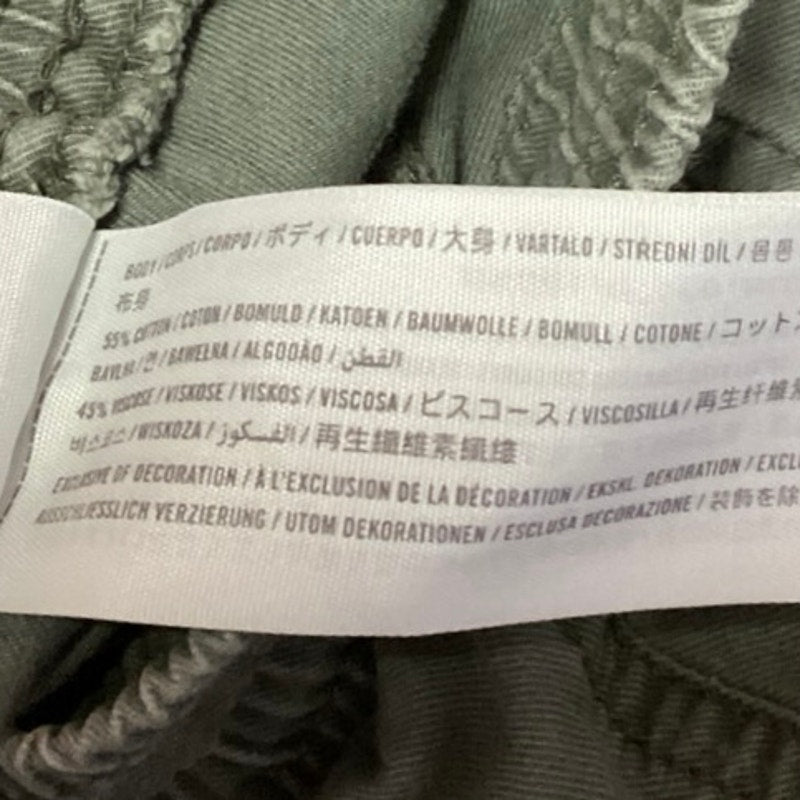 BODY / CORPS / CORPO / ボディ / CUERPO / 大身 / VARTALO / STŘEDNÍ DÍL / 몸통
布身
55% COTTON / COTON / BOMULD / KATOEN / BAUMWOLLE / BOMULL / COTONE / コット
BAVLNA / 면 / BAWEŁNA / ALGODÃO / القطن
45% VISCOSE / VISKOSE / VISKOS / VISCOSA / ビスコース / VISCOSILLA / 再生纤维
비스코스 / WISKOZA / الفسكوز / 再生纖維素纖維
EXCLUSIVE OF DECORATION / À L'EXCLUSION DE LA DÉCORATION / EKSKL. DEKORATION / EXCLU
AUSSCHLIESSLICH VERZIERUNG / UTOM DEKORATIONEN / ESCLUSA DECORAZIONE / 装飾を除